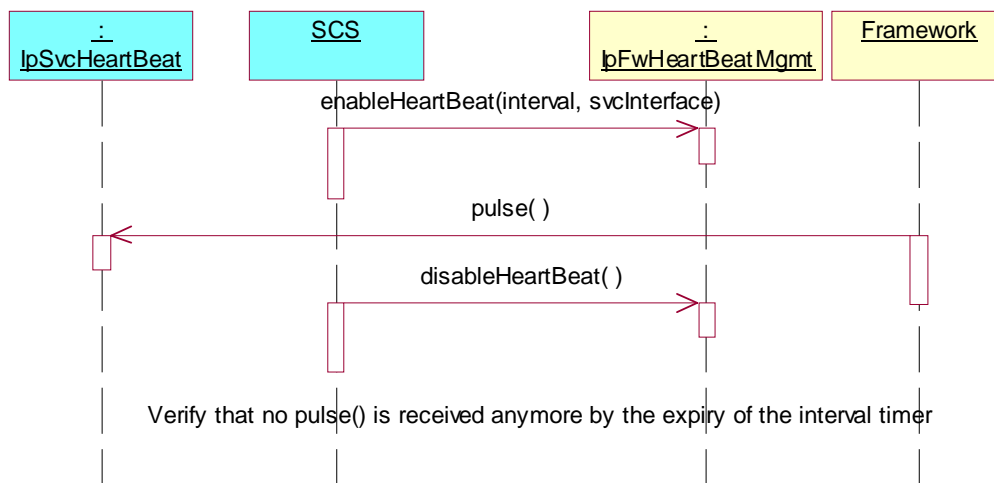 :
IpSvcHeartBeat
SCS
:
IpFwHeartBeatMgmt
Framework
enableHeartBeat(interval, svcInterface)
pulse( )
disableHeartBeat( )
Verify that no pulse() is received anymore by the expiry of the interval timer